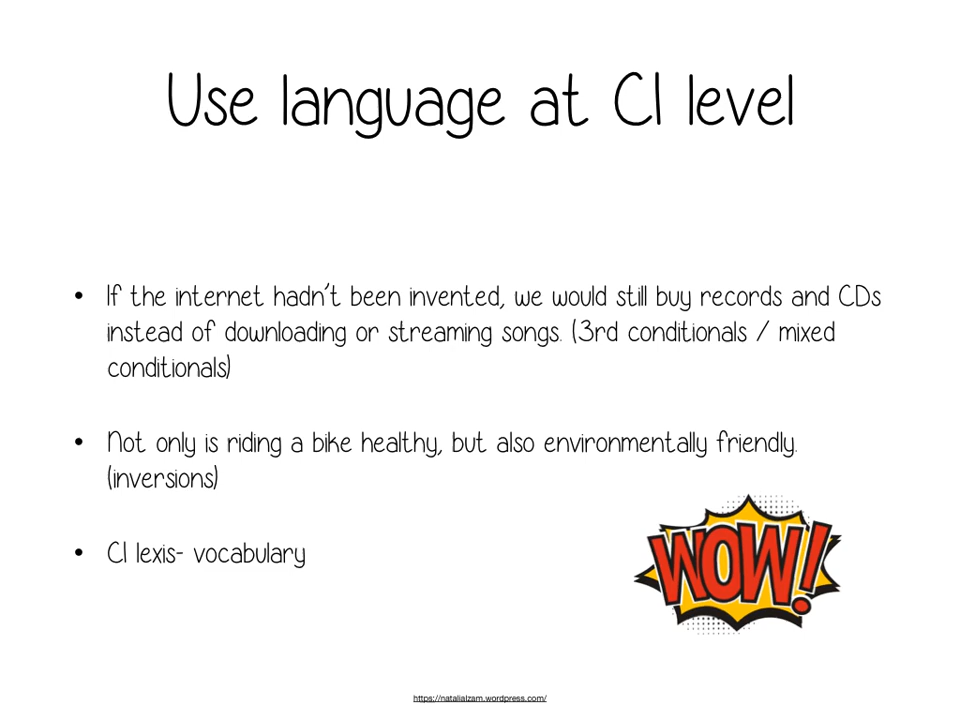 Use language at C1 level
• If the internet hadn't been invented, we would still buy records and CDs
instead of downloading or streaming songs. (3rd conditionals / mixed
conditionals)
• Not only is riding a bike healthy, but also environmentally friendly.
(inversions)
• C1 lexis- vocabulary
WOW!
https://natalialzam.wordpress.com/